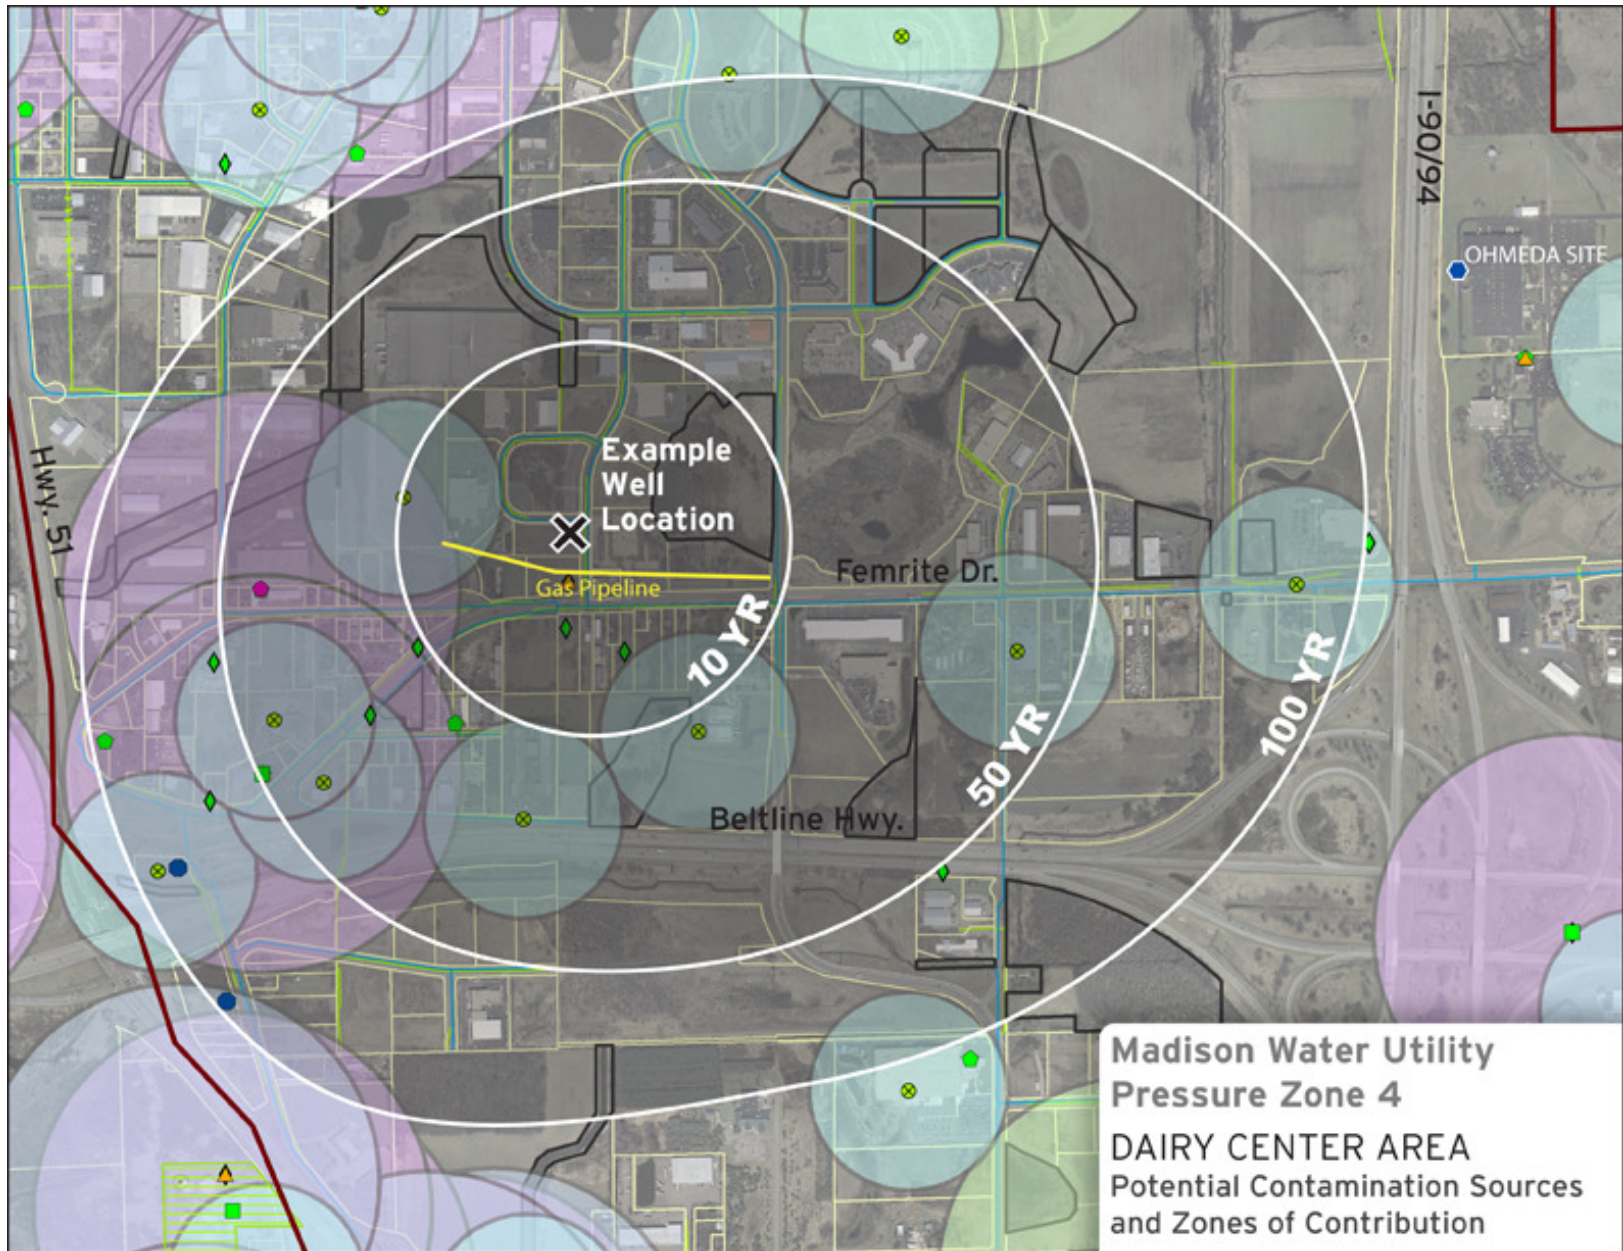 I-90/94
OHMEDA SITE
Hwy. 51
Example
Well
Location
Gas Pipeline
Femrite Dr.
10 YR
50 YR
100 YR
Beltline Hwy.
Madison Water Utility
Pressure Zone 4
DAIRY CENTER AREA
Potential Contamination Sources
and Zones of Contribution